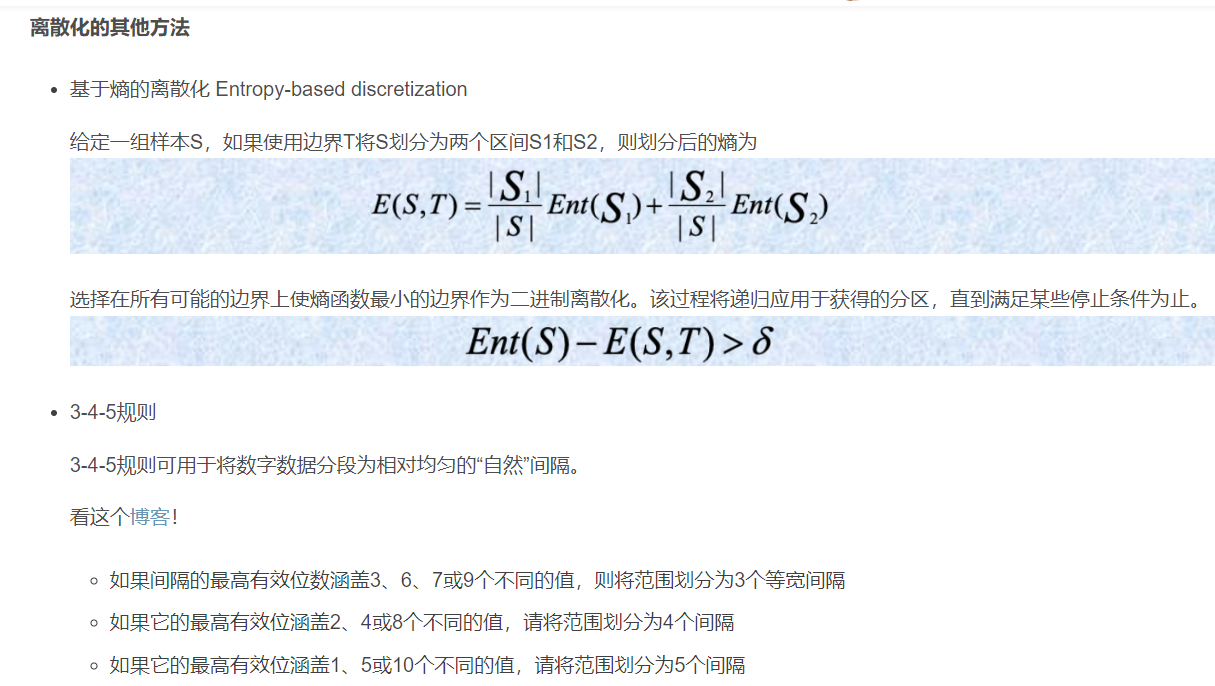 离散化的其他方法
基于熵的离散化 Entropy-based discretization
给定一组样本S，如果使用边界T将S划分为两个区间S1和S2，则划分后的熵为
E(S,T) = |S₁|/|S| Ent(S₁) + |S₂|/|S| Ent(S₂)
选择在所有可能的边界上使熵函数最小的边界作为二进制离散化。该过程将递归应用于获得的分区，直到满足某些停止条件为止。
Ent(S) − E(S,T) > δ
3-4-5规则
3-4-5规则可用于将数字数据分段为相对均匀的“自然”间隔。
看这个博客！
如果间隔的最高有效位数涵盖3、6、7或9个不同的值，则将范围划分为3个等宽间隔
如果它的最高有效位涵盖2、4或8个不同的值，请将范围划分为4个间隔
如果它的最高有效位涵盖1、5或10个不同的值，请将范围划分为5个间隔